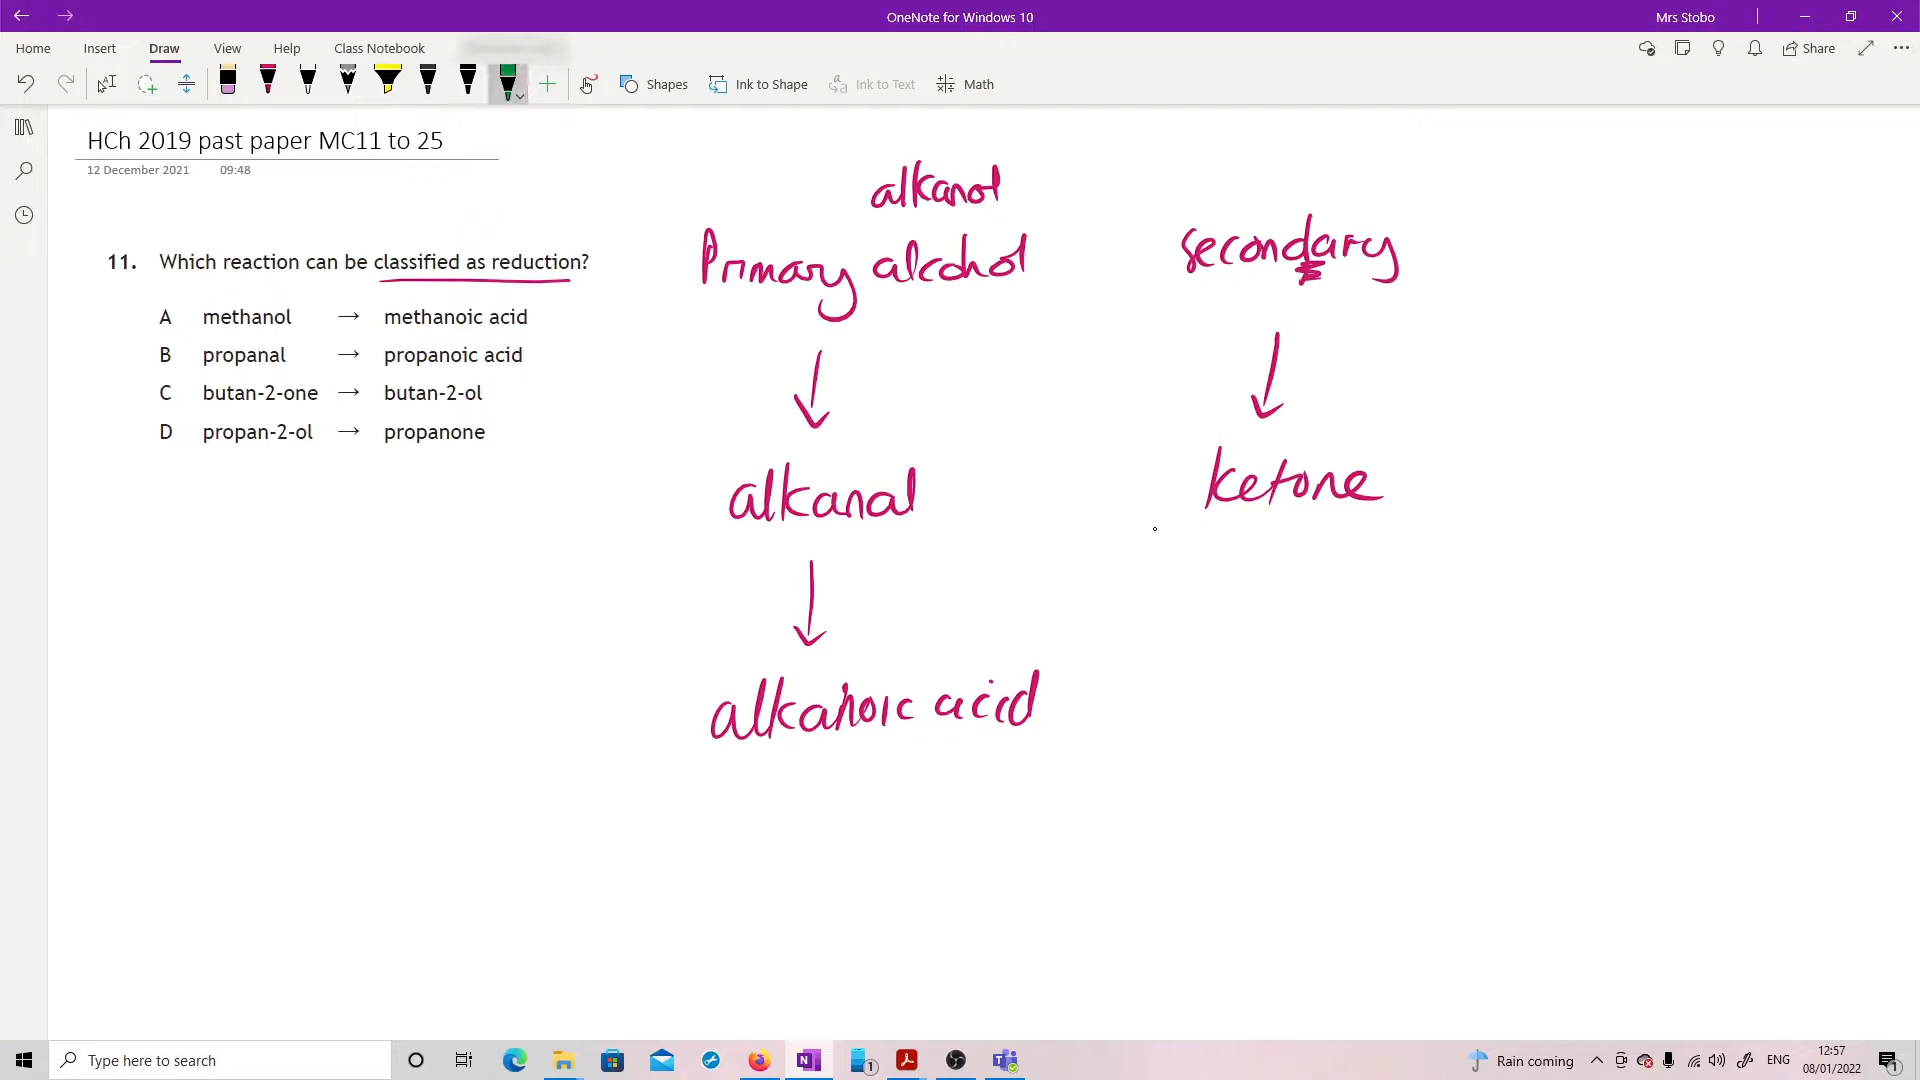 OneNote for Windows 10
Mrs Stobo
Home Insert Draw View Help Class Notebook
Share
Shapes Ink to Shape Ink to Text Math
HCh 2019 past paper MC11 to 25
12 December 2021 09:48
alkanol
Primary alcohol
secondary
11. Which reaction can be classified as reduction?
A methanol → methanoic acid
B propanal → propanoic acid
C butan-2-one → butan-2-ol
D propan-2-ol → propanone
alkanal
ketone
alkanoic acid
Type here to search
1
Rain coming
ENG
12:57
08/01/2022
1